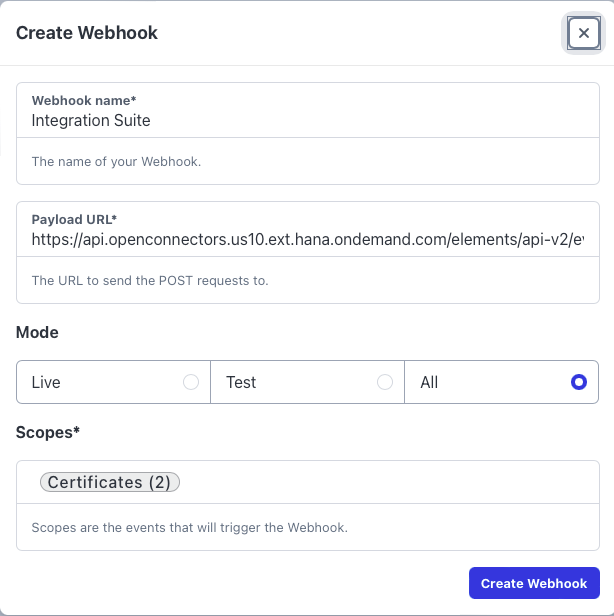 Create Webhook
Webhook name*
Integration Suite
The name of your Webhook.
Payload URL*
https://api.openconnectors.us10.ext.hana.ondemand.com/elements/api-v2/e
The URL to send the POST requests to.
Mode
Live
Test
All
Scopes*
Certificates (2)
Scopes are the events that will trigger the Webhook.
Create Webhook